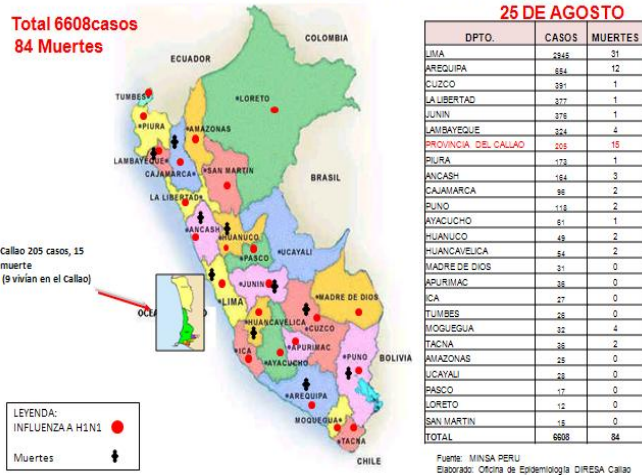 Total 6608casos
84 Muertes
25 DE AGOSTO
DPTO. CASOS MUERTES
LIMA 2945 31
AREQUIPA 654 12
CUZCO 391 1
LA LIBERTAD 377 1
JUNIN 376 1
LAMBAYEQUE 324 4
PROVINCIA DEL CALLAO 205 15
PIURA 173 1
ANCASH 164 3
CAJAMARCA 96 2
PUNO 118 2
AYACUCHO 61 1
HUANUCO 49 2
HUANCAVELICA 54 2
MADRE DE DIOS 31 0
APURIMAC 38 0
ICA 27 0
TUMBES 26 0
MOQUEGUA 32 4
TACNA 36 2
AMAZONAS 25 0
UCAYALI 28 0
PASCO 17 0
LORETO 12 0
SAN MARTIN 15 0
TOTAL 6608 84
Fuente: MINSA PERU
Elaborado: Oficina de Epidemiología DIRESA Callao
COLOMBIA
ECUADOR
TUMBES
LORETO
PIURA
AMAZONAS
LAMBAYEQUE
CAJAMARCA
SAN MARTIN
BRASIL
LA LIBERTAD
ANCASH
HUANUCO
UCAYALI
PASCO
Callao 205 casos, 15
muerte
(9 vivían en el Callao)
JUNIN
LIMA
MADRE DE DIOS
HUANCAVELICA
CUZCO
APURIMAC
ICA
AYACUCHO
PUNO
BOLIVIA
AREQUIPA
MOQUEGUA
TACNA
CHILE
LEYENDA:
INFLUENZA A H1N1
Muertes